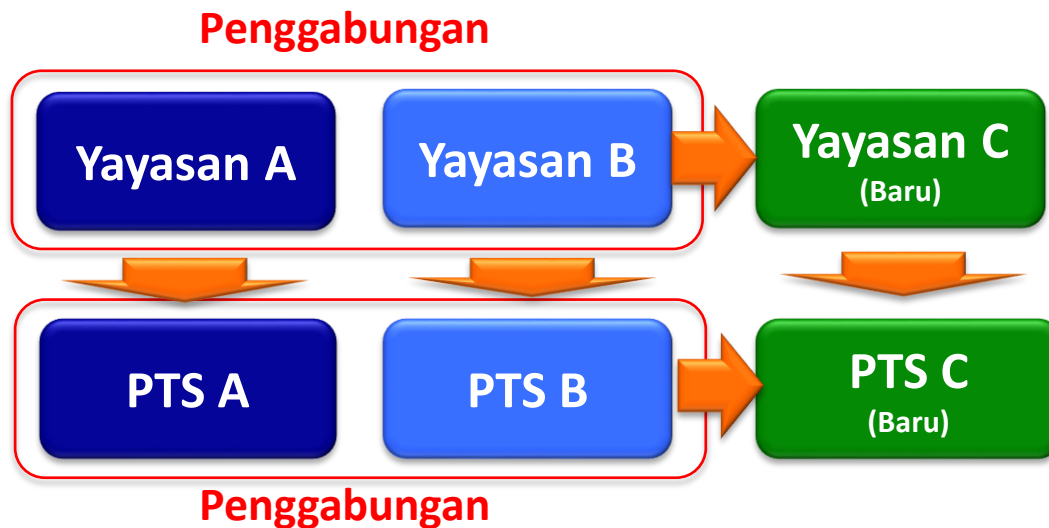 Penggabungan
Yayasan A
Yayasan B
Yayasan C
(Baru)
PTS A
PTS B
PTS C
(Baru)
Penggabungan